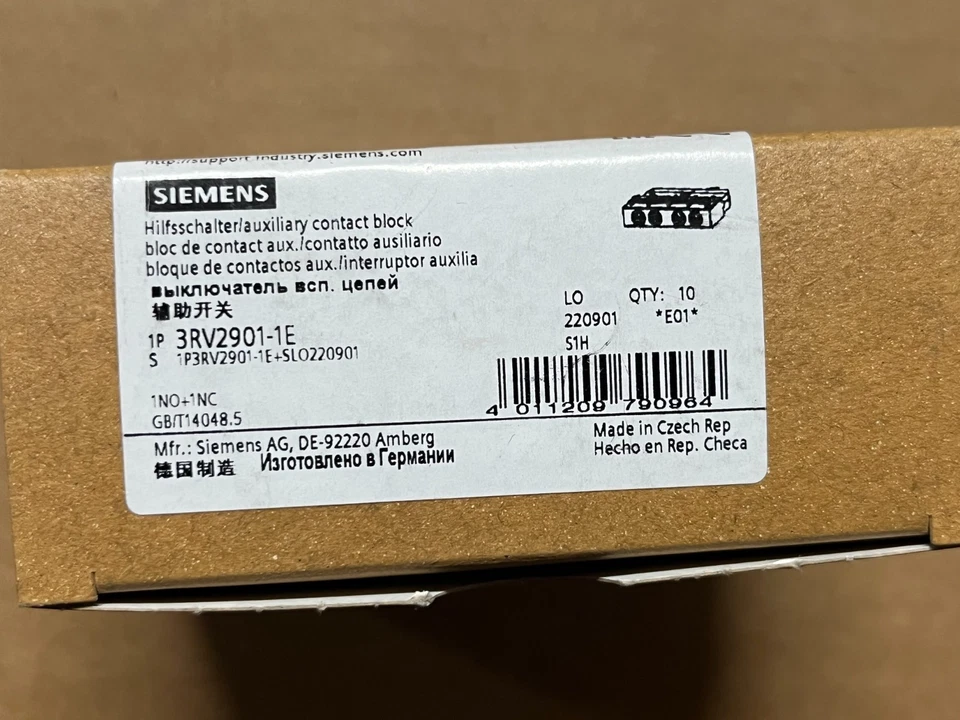 http://support.industry.siemens.com
SIEMENS
Hilfsschalter/auxiliary contact block
bloc de contact aux./contatto ausiliario
bloque de contactos aux./interruptor auxilia
выключатель всп. цепей
辅助开关
1P 3RV2901-1E
S 1P3RV2901-1E+SLO220901
LO QTY: 10
220901 *E01*
S1H
4 011209 790964
1NO+1NC
GB/T14048.5
Mfr.: Siemens AG, DE-92220 Amberg
德国制造 Изготовлено в Германии
Made in Czech Rep
Hecho en Rep. Checa